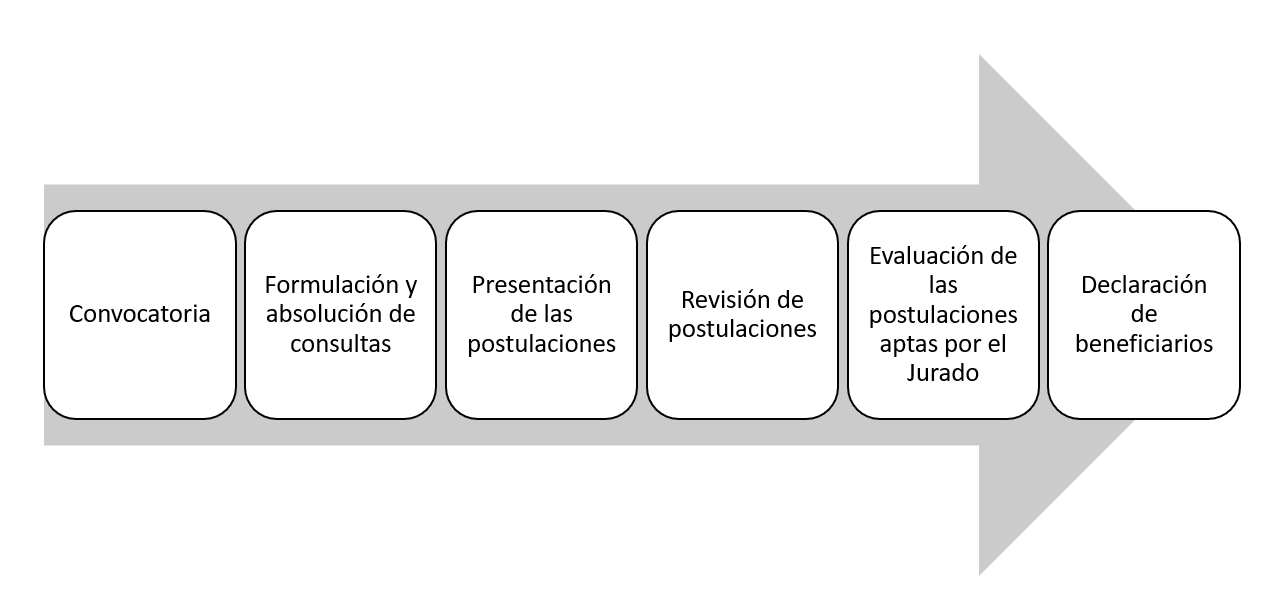 Convocatoria
Formulación y
absolución de
consultas
Presentación
de las
postulaciones
Revisión de
postulaciones
Evaluación de
las
postulaciones
aptas por el
Jurado
Declaración
de
beneficiarios